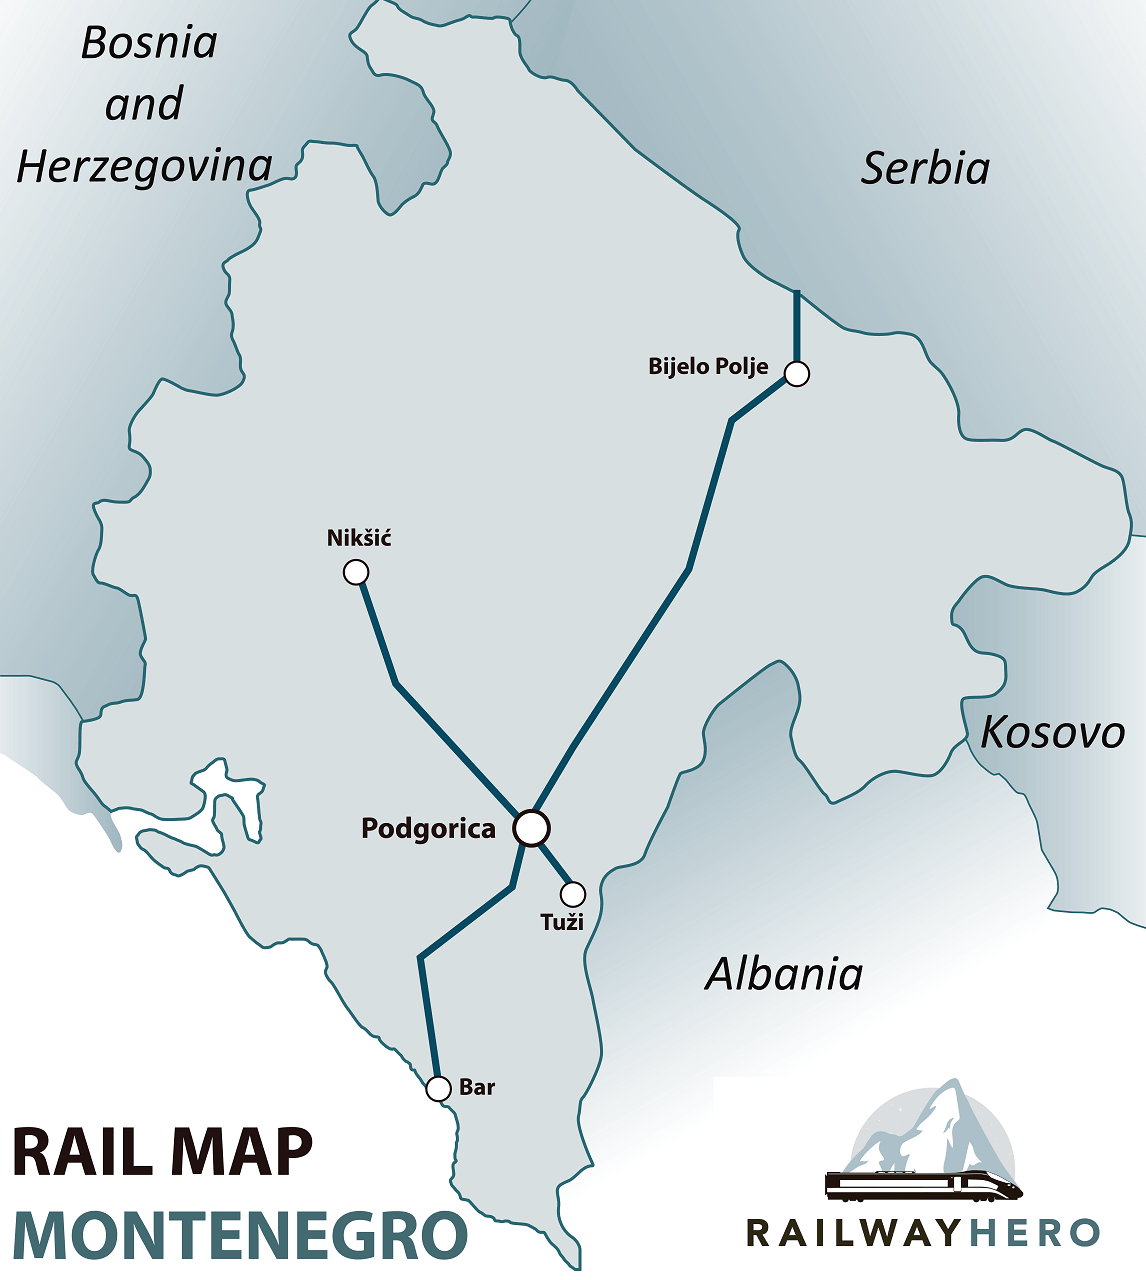 Bosnia
and
Herzegovina
Serbia
Bijelo Polje
Nikšić
Kosovo
Podgorica
Tuži
Albania
Bar
RAIL MAP
MONTENEGRO
RAILWAYHERO